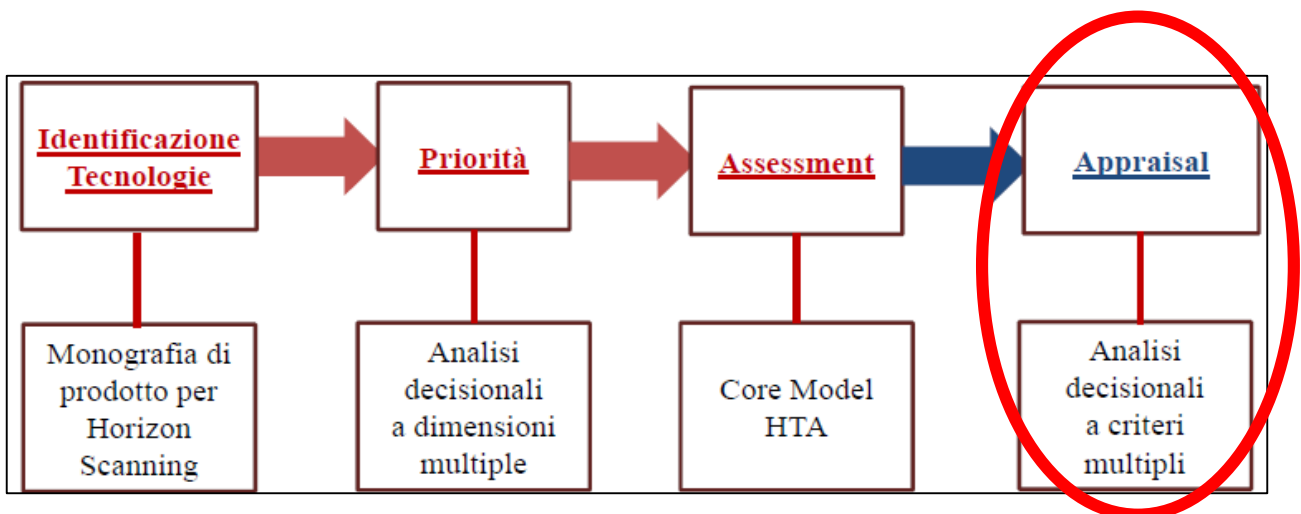 Identificazione
Tecnologie
Priorità
Assessment
Appraisal
Monografia di
prodotto per
Horizon
Scanning
Analisi
decisionali
a dimensioni
multiple
Core Model
HTA
Analisi
decisionali
a criteri
multipli